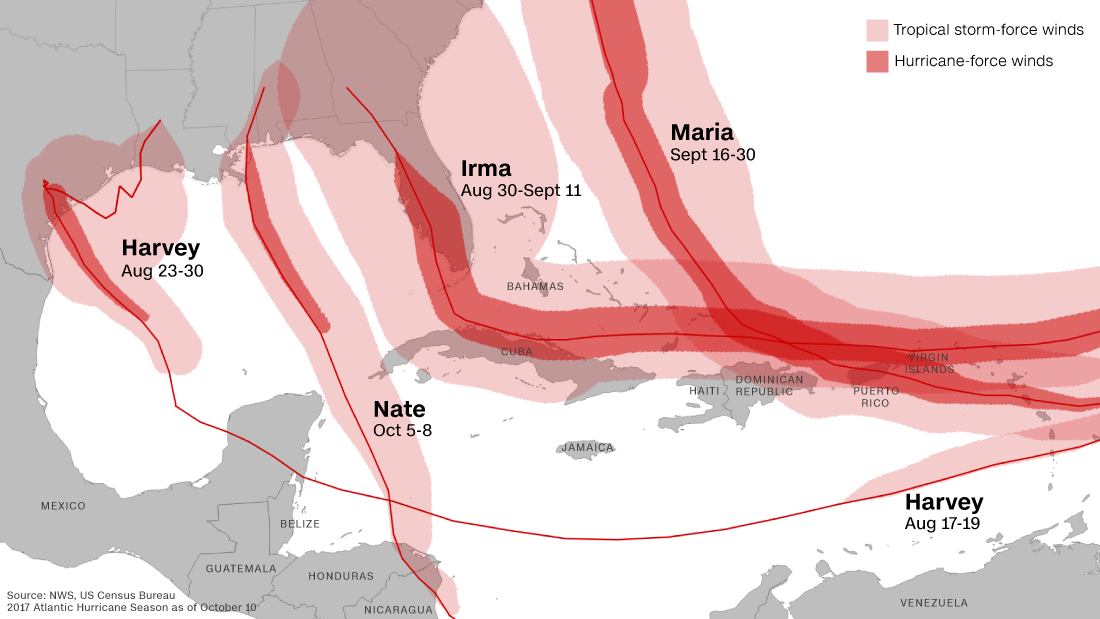 Tropical storm-force winds
Hurricane-force winds
Maria
Sept 16-30
Irma
Aug 30-Sept 11
Harvey
Aug 23-30
BAHAMAS
CUBA
VIRGIN
ISLANDS
HAITI
DOMINICAN
REPUBLIC
PUERTO
RICO
Nate
Oct 5-8
JAMAICA
Harvey
Aug 17-19
MEXICO
BELIZE
GUATEMALA
HONDURAS
NICARAGUA
VENEZUELA
Source: NWS, US Census Bureau
2017 Atlantic Hurricane Season as of October 10